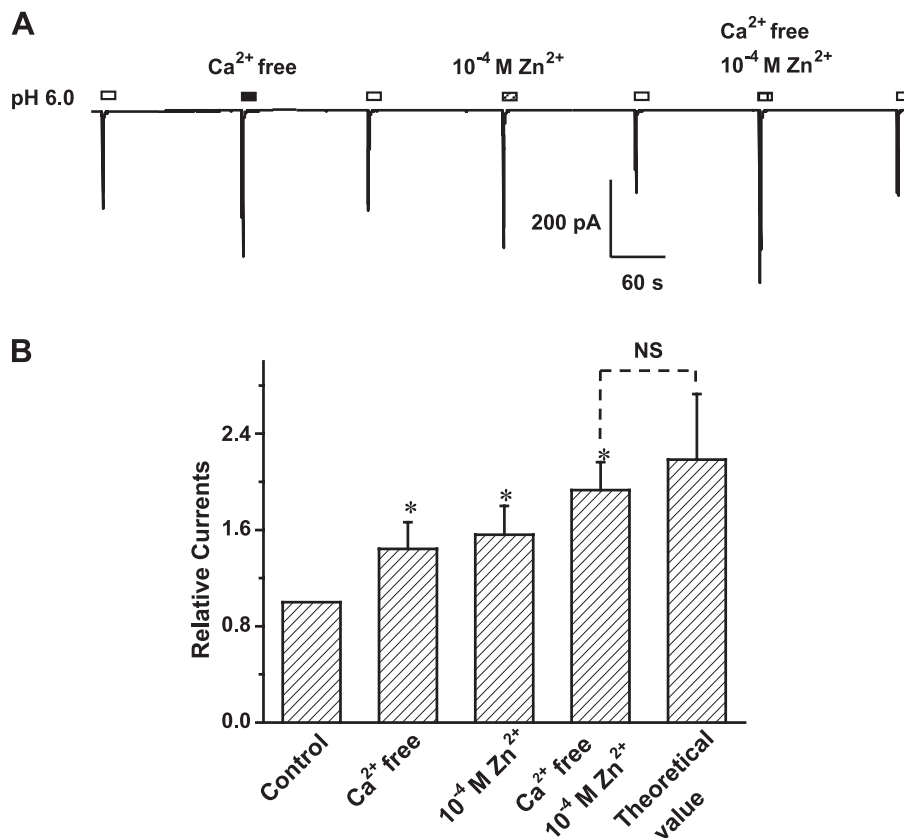 A
Ca²⁺ free
10⁻⁴ M Zn²⁺
Ca²⁺ free
10⁻⁴ M Zn²⁺
pH 6.0
200 pA
60 s
B
NS
2.4
1.6
0.8
0.0
Relative Currents
*
*
*
Control
Ca²⁺ free
10⁻⁴ M Zn²⁺
Ca²⁺ free
10⁻⁴ M Zn²⁺
Theoretical
value